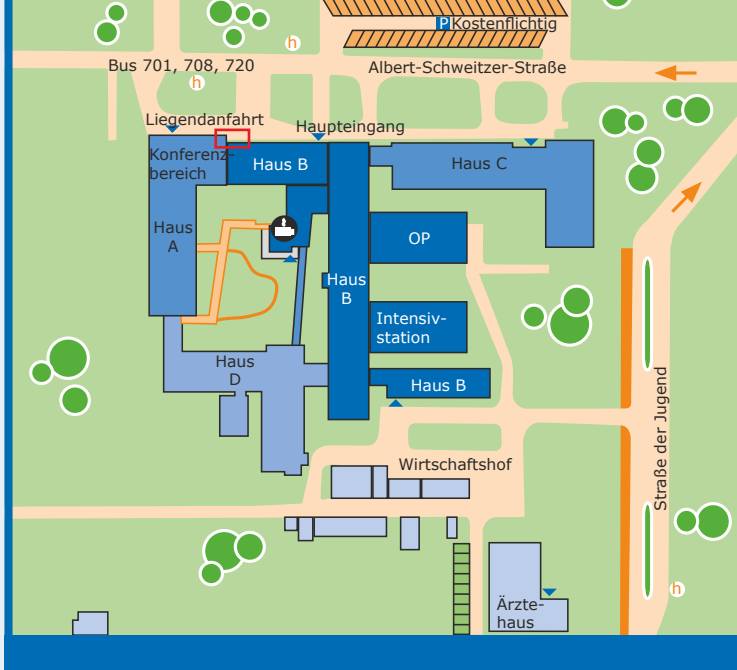 P Kostenflichtig
h
Bus 701, 708, 720
Albert-Schweitzer-Straße
h
Liegendanfahrt
Haupteingang
Konferenz-
bereich
Haus B
Haus C
Haus
A
OP
Haus
B
Intensiv-
station
Haus
D
Haus B
Straße der Jugend
Wirtschaftshof
h
Ärzte-
haus